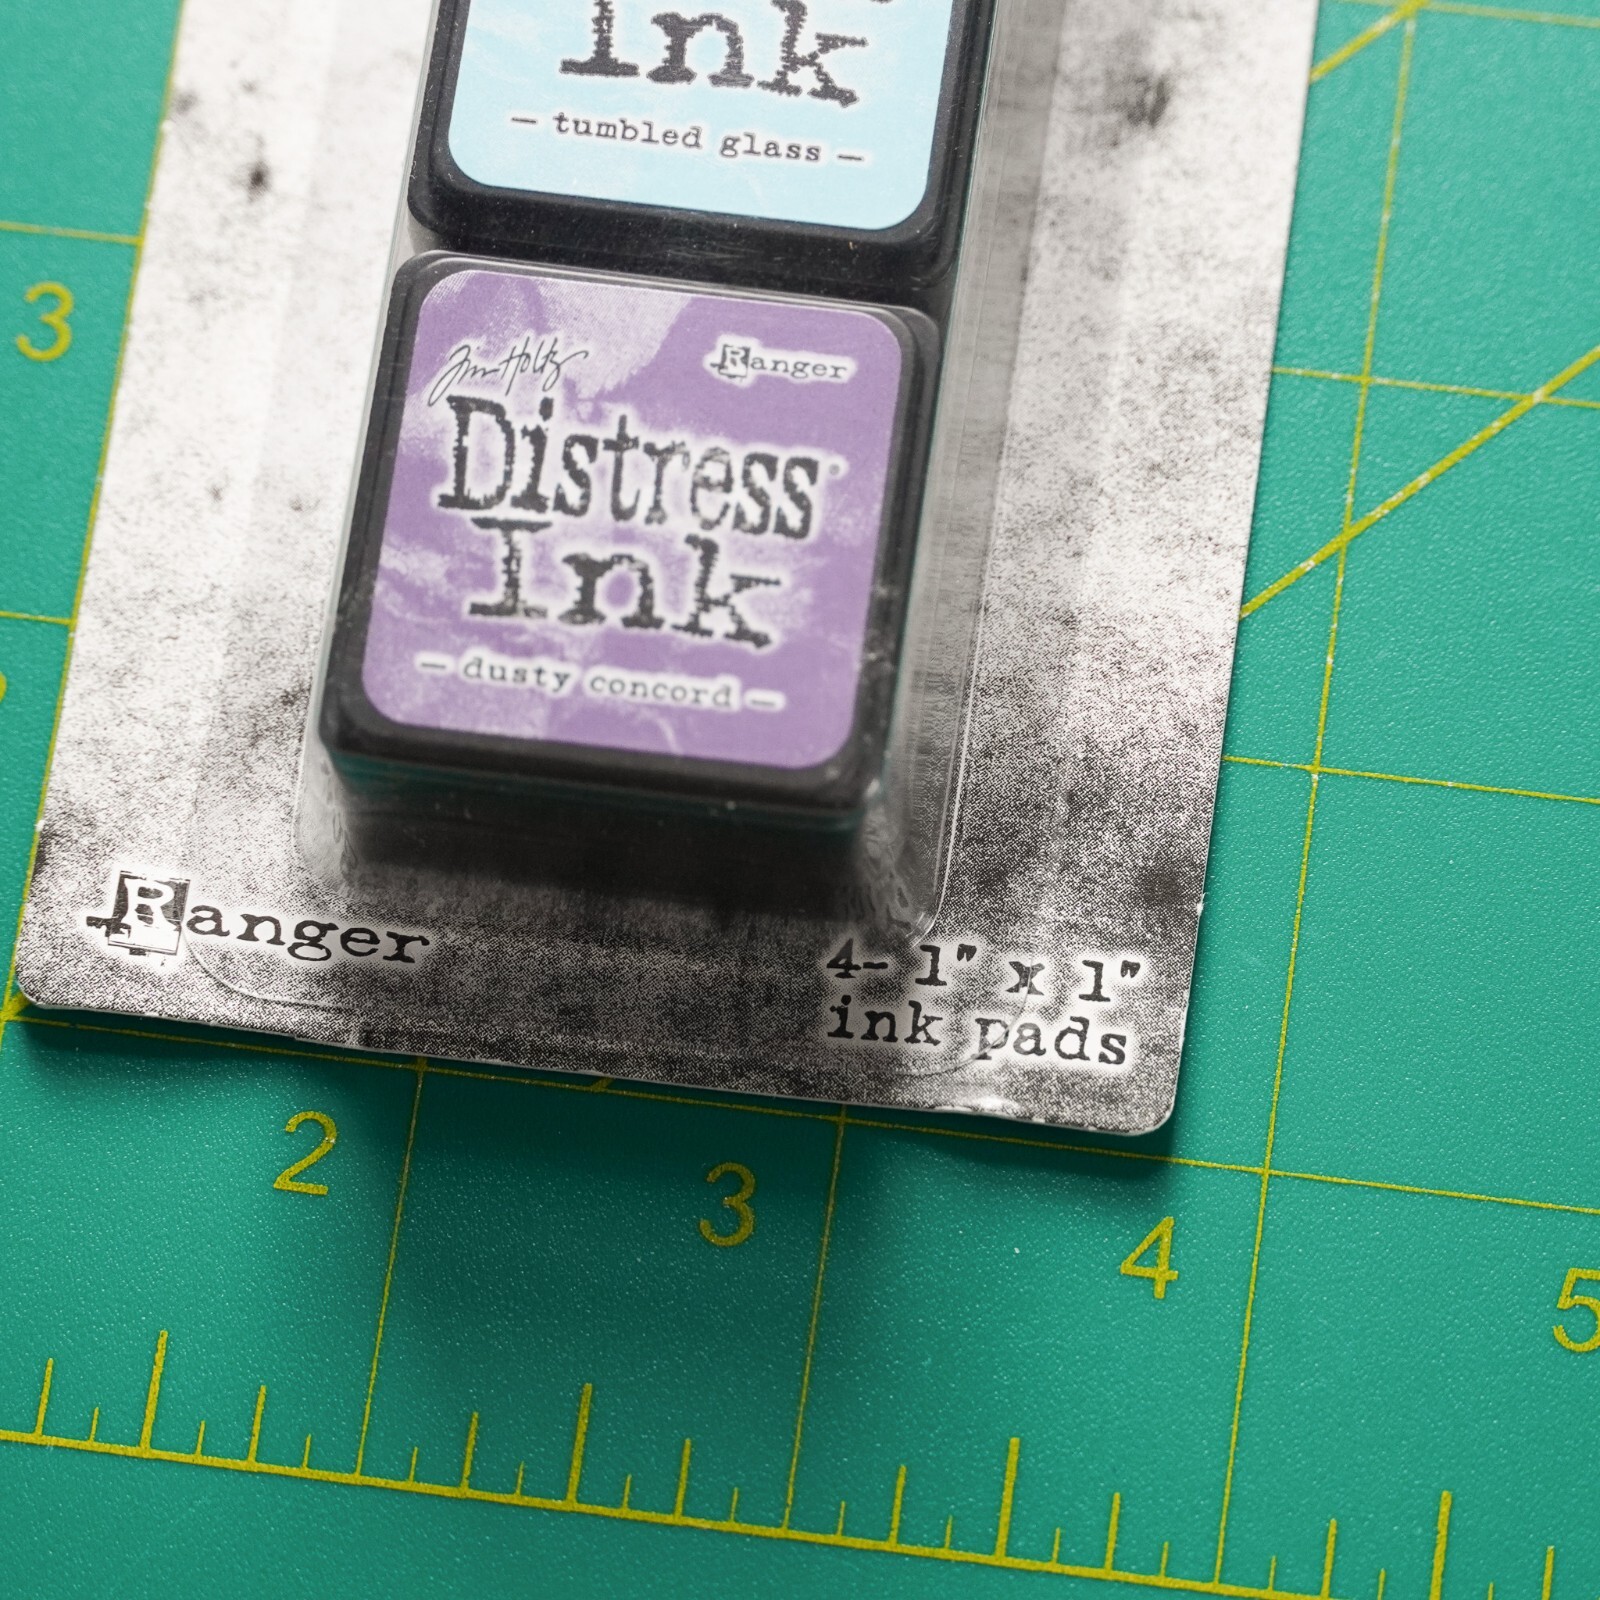 Ink
— tumbled glass —
3
Tim Holtz Ranger
Distress®
Ink
— dusty concord —
Ranger
4- 1" x 1"
ink pads
2
3
4
5